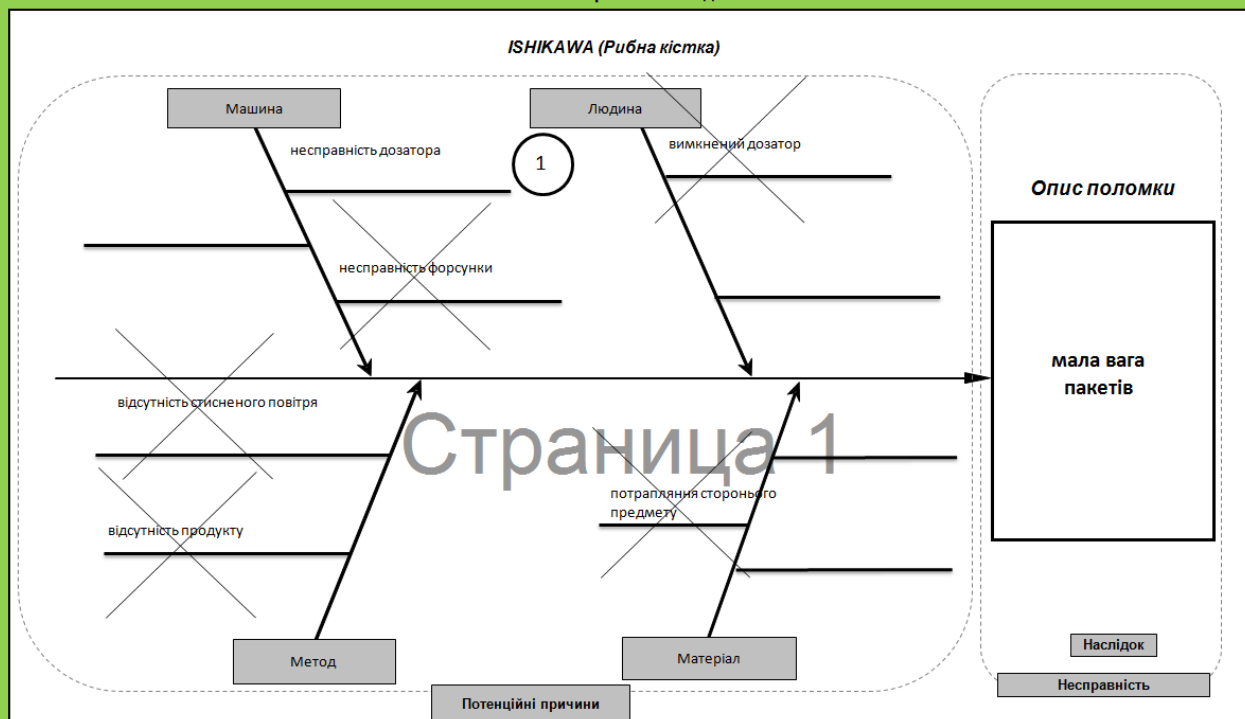 ISHIKAWA (Рибна кістка)
Машина
Людина
несправність дозатора
1
вимкнений дозатор
Опис поломки
несправність форсунки
мала вага
пакетів
відсутність стисненого повітря
Страница 1
потрапляння стороннього
предмету
відсутність продукту
Метод
Матеріал
Наслідок
Несправність
Потенційні причини